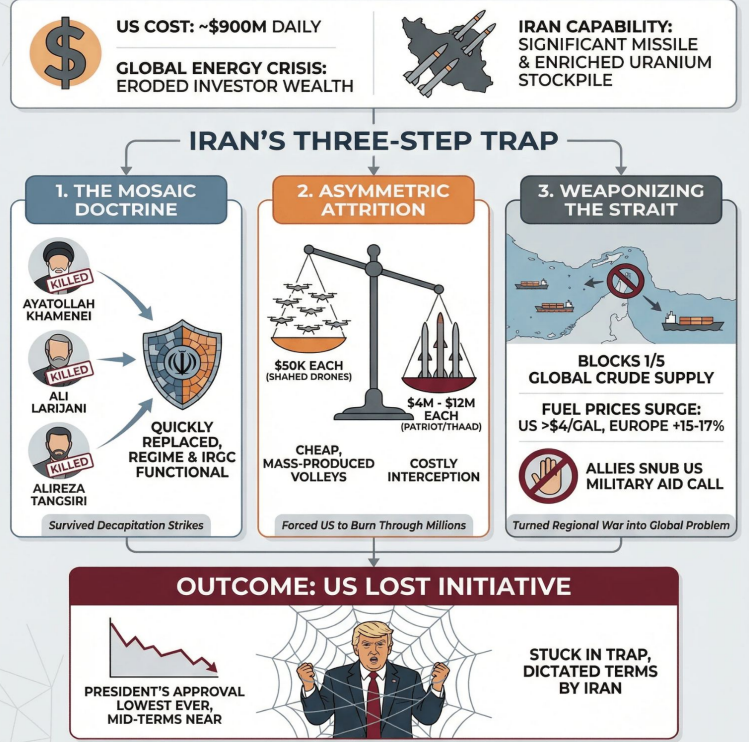 US COST: ~$900M DAILY
GLOBAL ENERGY CRISIS:
ERODED INVESTOR WEALTH
IRAN CAPABILITY:
SIGNIFICANT MISSILE
& ENRICHED URANIUM
STOCKPILE
IRAN'S THREE-STEP TRAP
1. THE MOSAIC
DOCTRINE
KILLED
AYATOLLAH
KHAMENEI
KILLED
ALI
LARIJANI
KILLED
ALIREZA
TANGSIRI
QUICKLY
REPLACED,
REGIME & IRGC
FUNCTIONAL
Survived Decapitation Strikes
2. ASYMMETRIC
ATTRITION
$50K EACH
(SHAHED DRONES)
$4M - $12M
EACH
(PATRIOT/THAAD)
CHEAP,
MASS-PRODUCED
VOLLEYS
COSTLY
INTERCEPTION
Forced US to Burn Through Millions
3. WEAPONIZING
THE STRAIT
BLOCKS 1/5
GLOBAL CRUDE SUPPLY
FUEL PRICES SURGE:
US >$4/GAL, EUROPE +15-17%
ALLIES SNUB US
MILITARY AID CALL
Turned Regional War into Global Problem
OUTCOME: US LOST INITIATIVE
PRESIDENT'S APPROVAL
LOWEST EVER,
MID-TERMS NEAR
STUCK IN TRAP,
DICTATED TERMS
BY IRAN